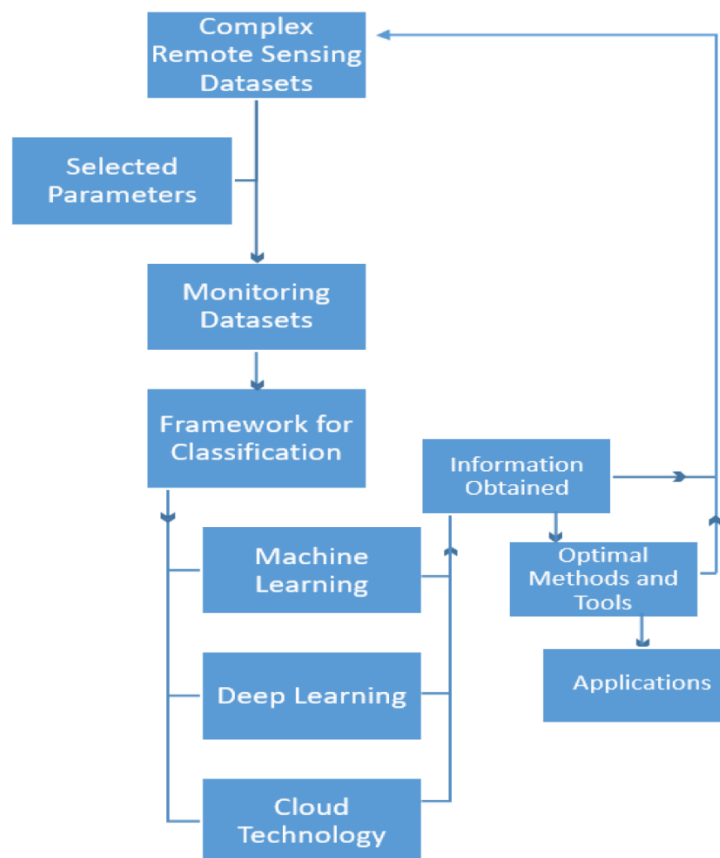 Complex
Remote Sensing
Datasets
Selected
Parameters
Monitoring
Datasets
Framework for
Classification
Machine
Learning
Deep Learning
Cloud
Technology
Information
Obtained
Optimal
Methods and
Tools
Applications